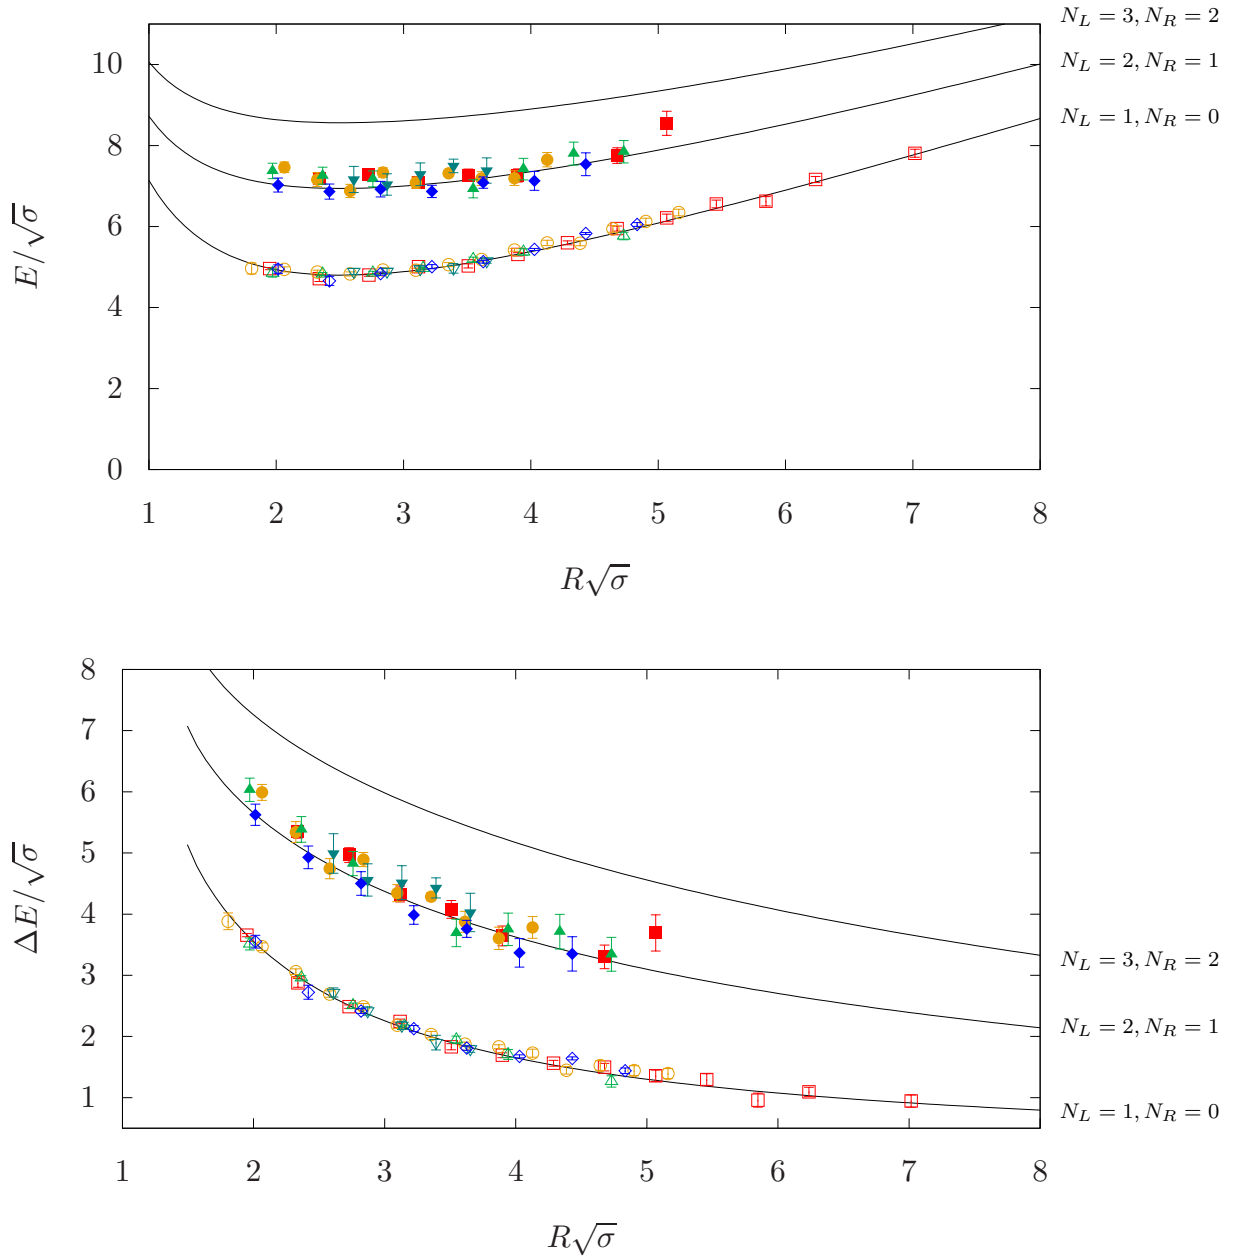 N_L = 3, N_R = 2
N_L = 2, N_R = 1
N_L = 1, N_R = 0
10
8
6
4
2
0
E/√σ
1 2 3 4 5 6 7 8
R√σ
8
7
6
5
4
3
2
1
ΔE/√σ
N_L = 3, N_R = 2
N_L = 2, N_R = 1
N_L = 1, N_R = 0
1 2 3 4 5 6 7 8
R√σ